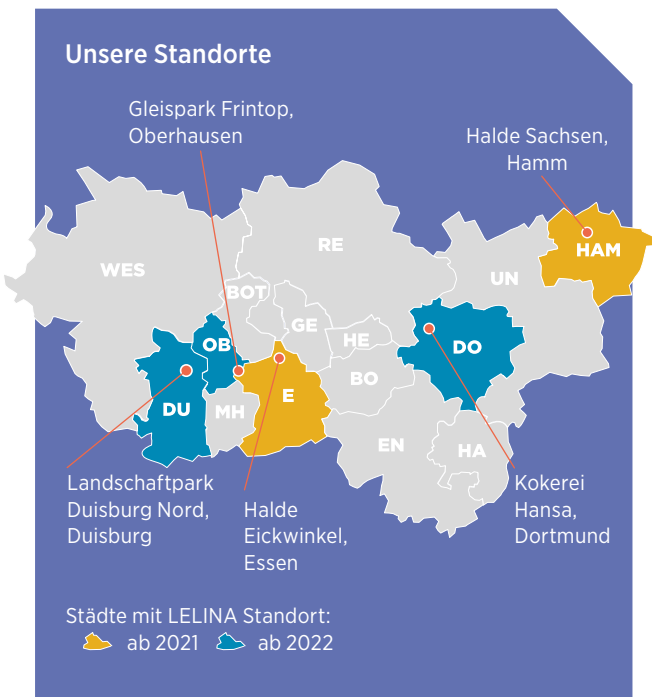 Unsere Standorte
Gleispark Frintop,
Oberhausen
Halde Sachsen,
Hamm
WES
RE
HAM
UN
BOT
GE
HE
OB
DO
BO
E
DU
MH
EN
HA
Landschaftpark
Duisburg Nord,
Duisburg
Halde
Eickwinkel,
Essen
Kokerei
Hansa,
Dortmund
Städte mit LELINA Standort:
ab 2021 ab 2022